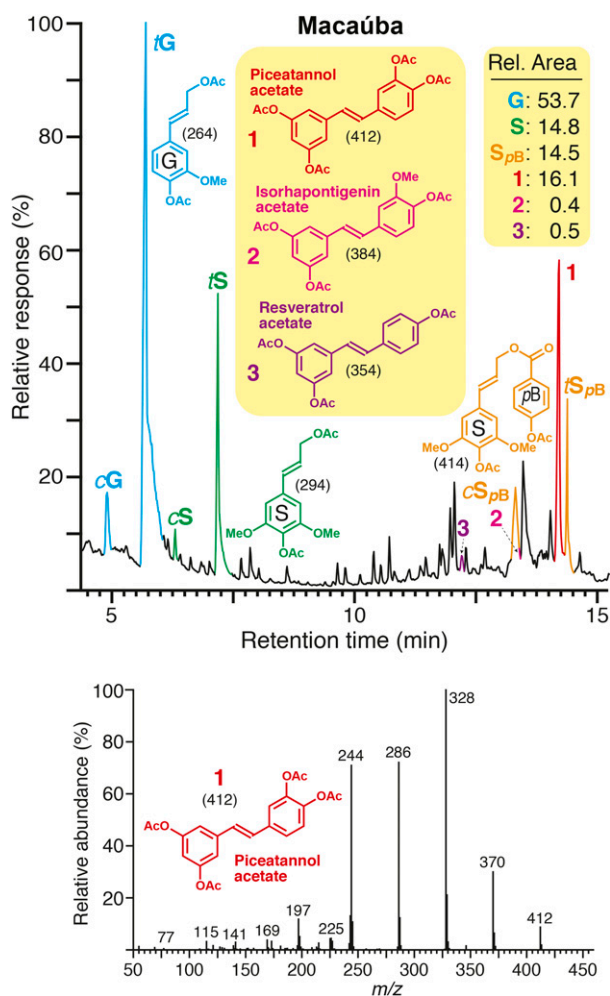 Macaúba
100
80
60
40
20
Relative response (%)
tG
OAc
(264)
G
OMe
OAc
Piceatannol
acetate
1
OAc
OAc
AcO
(412)
OAc
Isorhapontigenin
acetate
2
OMe
OAc
AcO
(384)
OAc
Resveratrol
acetate
3
OAc
AcO
(354)
OAc
Rel. Area
G: 53.7
S: 14.8
SpB: 14.5
1: 16.1
2: 0.4
3: 0.5
1
tS
OAc
(294)
S
MeO
OMe
OAc
O
O
pB
OAc
S
MeO
OMe
(414)
OAc
tSpB
cSpB
cG
cS
3
2
5
10
15
Retention time (min)
100
80
60
40
20
Relative abundance (%)
1
(412)
OAc
OAc
AcO
OAc
Piceatannol
acetate
77
115
141
169
197
225
244
286
328
370
412
50
100
150
200
250
300
350
400
450
m/z